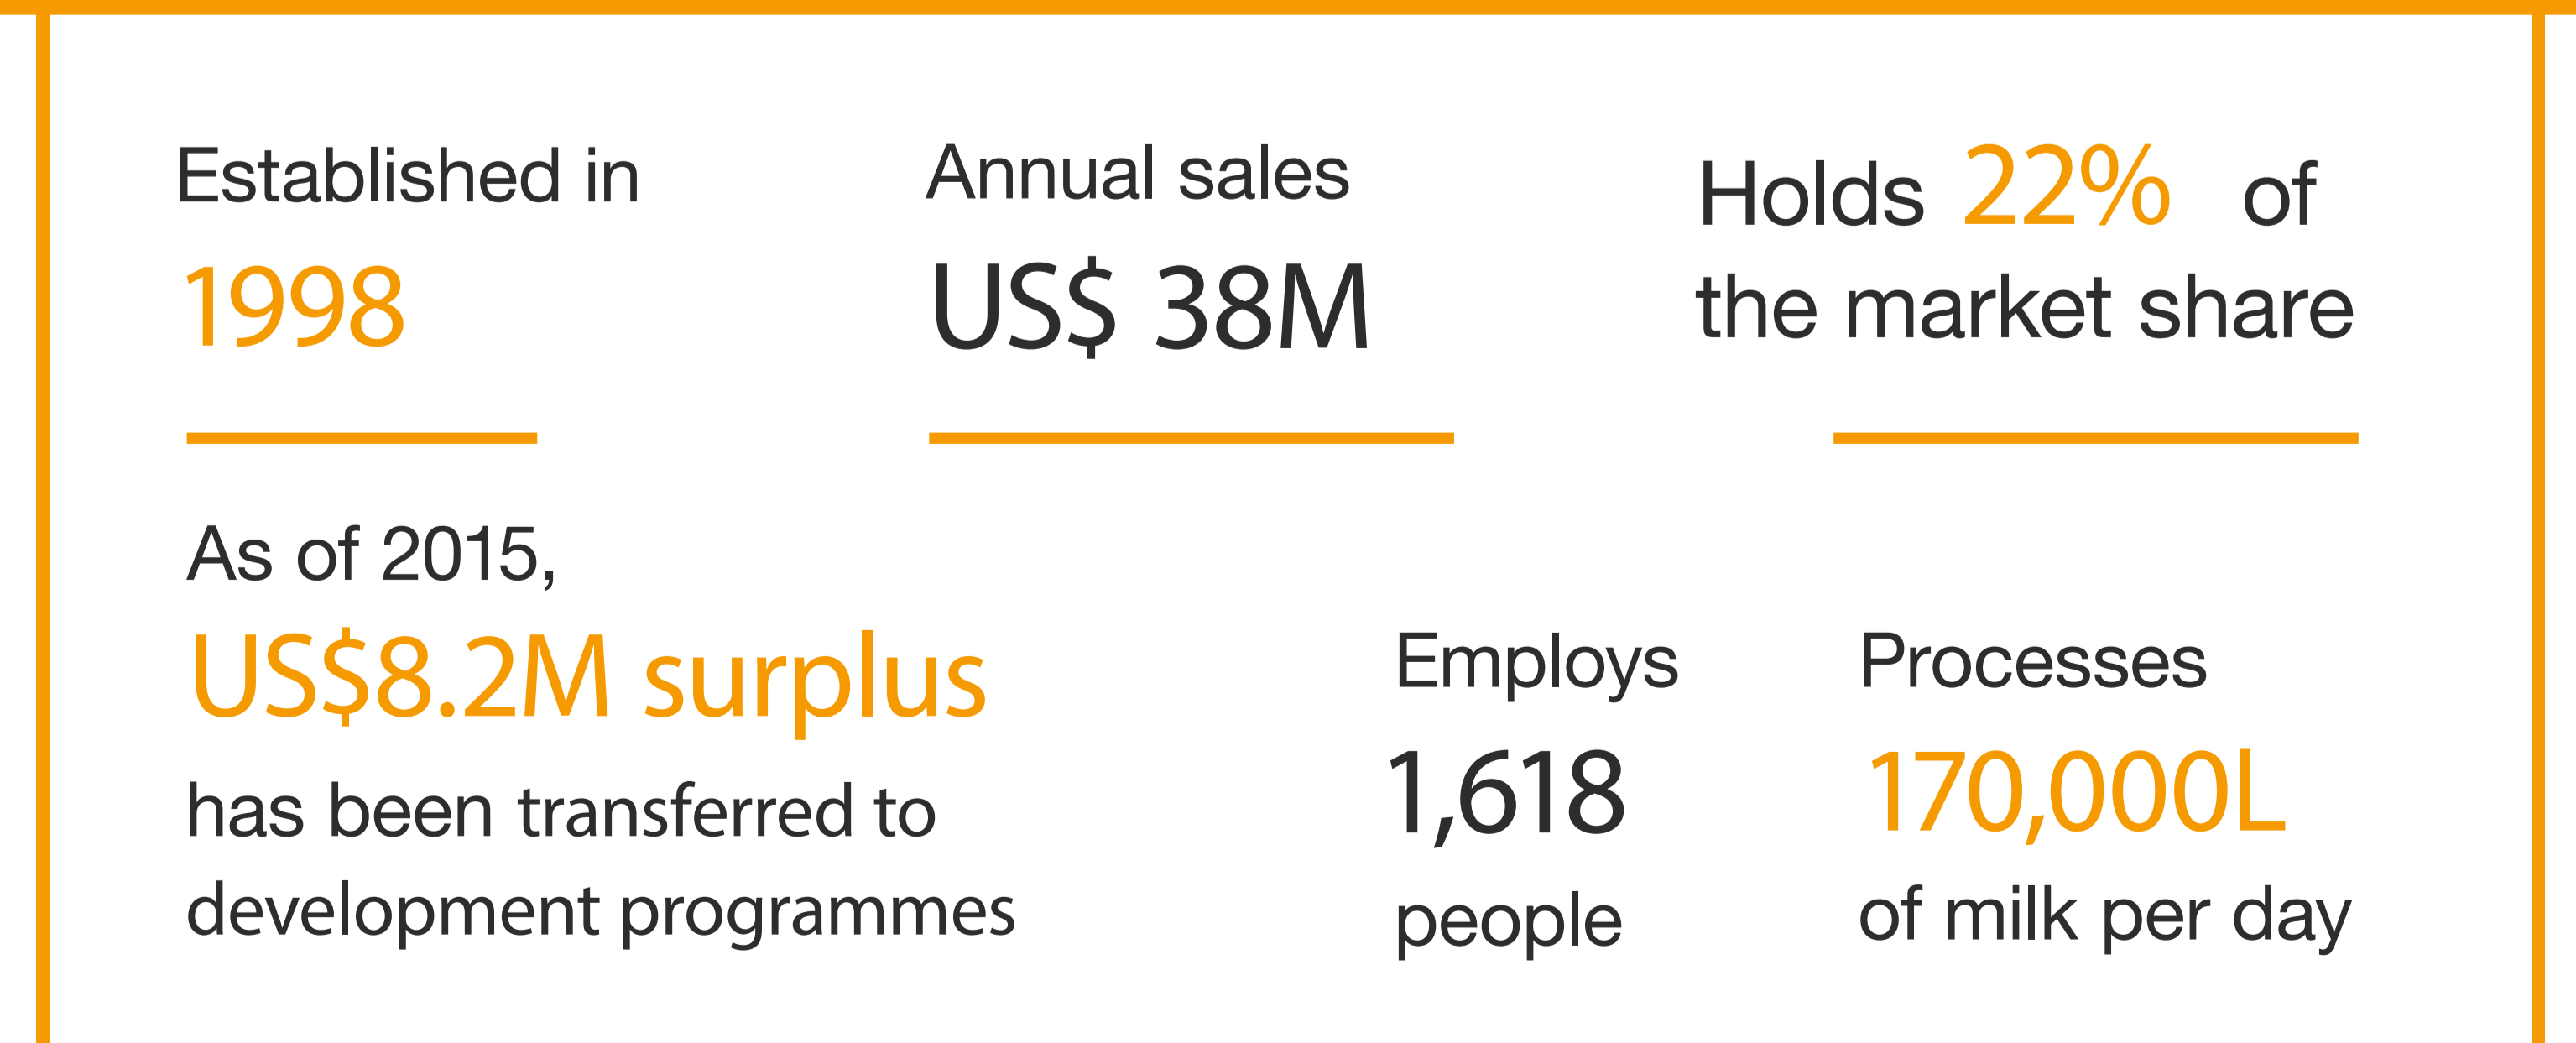 Established in
1998
Annual sales
US$ 38M
Holds 22% of
the market share
As of 2015,
US$8.2M surplus
has been transferred to
development programmes
Employs
1,618
people
Processes
170,000L
of milk per day